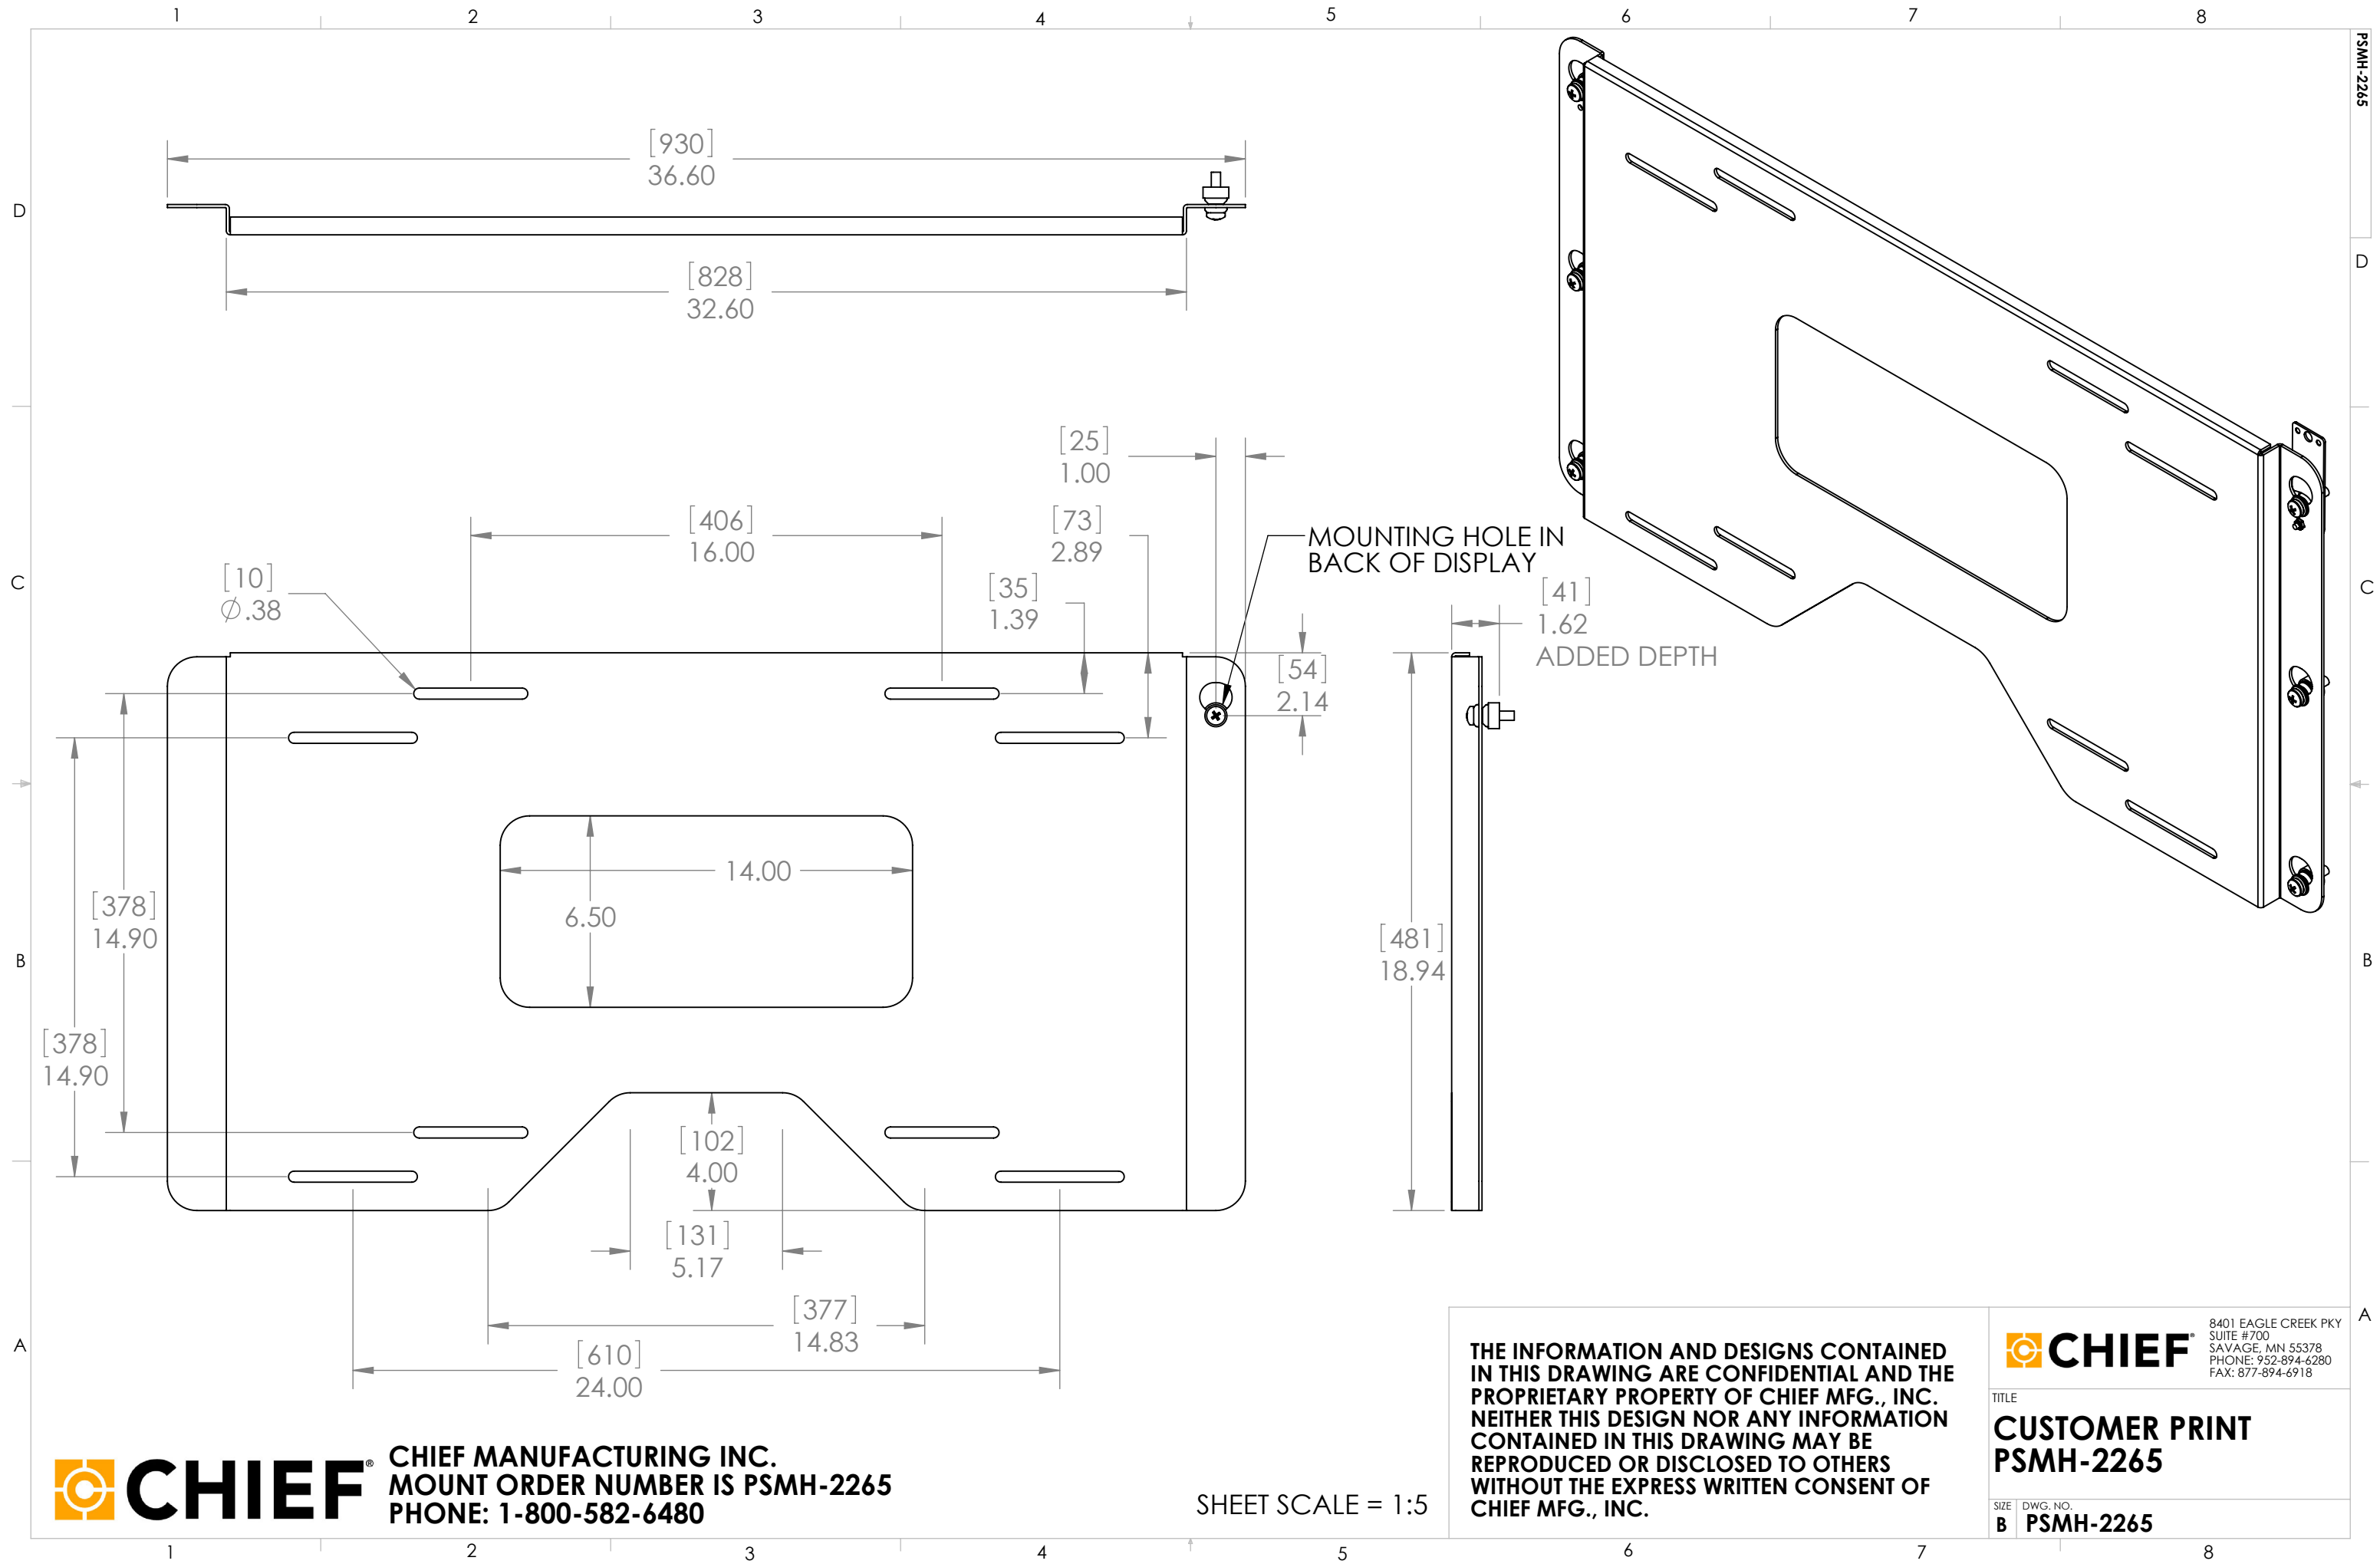 1 2 3 4 5 6 7 8
PSMH-2265
[930]
36.60
D
D
[828]
32.60
[25]
1.00
[406]
16.00
[73]
2.89
MOUNTING HOLE IN
BACK OF DISPLAY
[10]
∅.38
[35]
1.39
C
C
[41]
1.62
ADDED DEPTH
[54]
2.14
14.00
6.50
[378]
14.90
[481]
18.94
B
B
[378]
14.90
[102]
4.00
[131]
5.17
[377]
14.83
[610]
24.00
A
A
CHIEF®
CHIEF MANUFACTURING INC.
MOUNT ORDER NUMBER IS PSMH-2265
PHONE: 1-800-582-6480
SHEET SCALE = 1:5
THE INFORMATION AND DESIGNS CONTAINED
IN THIS DRAWING ARE CONFIDENTIAL AND THE
PROPRIETARY PROPERTY OF CHIEF MFG., INC.
NEITHER THIS DESIGN NOR ANY INFORMATION
CONTAINED IN THIS DRAWING MAY BE
REPRODUCED OR DISCLOSED TO OTHERS
WITHOUT THE EXPRESS WRITTEN CONSENT OF
CHIEF MFG., INC.
CHIEF®
8401 EAGLE CREEK PKY
SUITE #700
SAVAGE, MN 55378
PHONE: 952-894-6280
FAX: 877-894-6918
TITLE
CUSTOMER PRINT
PSMH-2265
SIZE DWG. NO.
B PSMH-2265
1 2 3 4 5 6 7 8